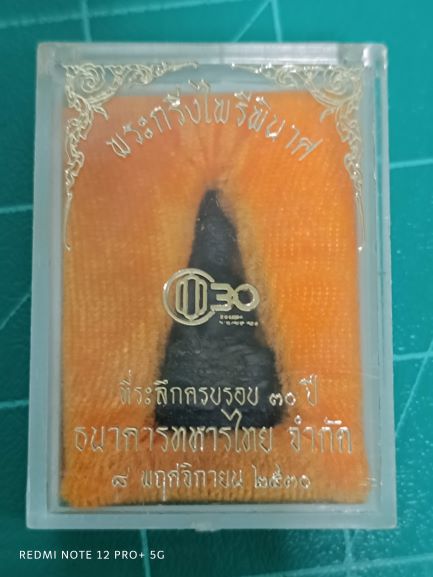 พระกริ่งไพรีพินาศ
30
ที่ระลึกครบรอบ ๓๐ ปี
ธนาคารทหารไทย จำกัด
๘ พฤศจิกายน ๒๕๓๐
REDMI NOTE 12 PRO+ 5G